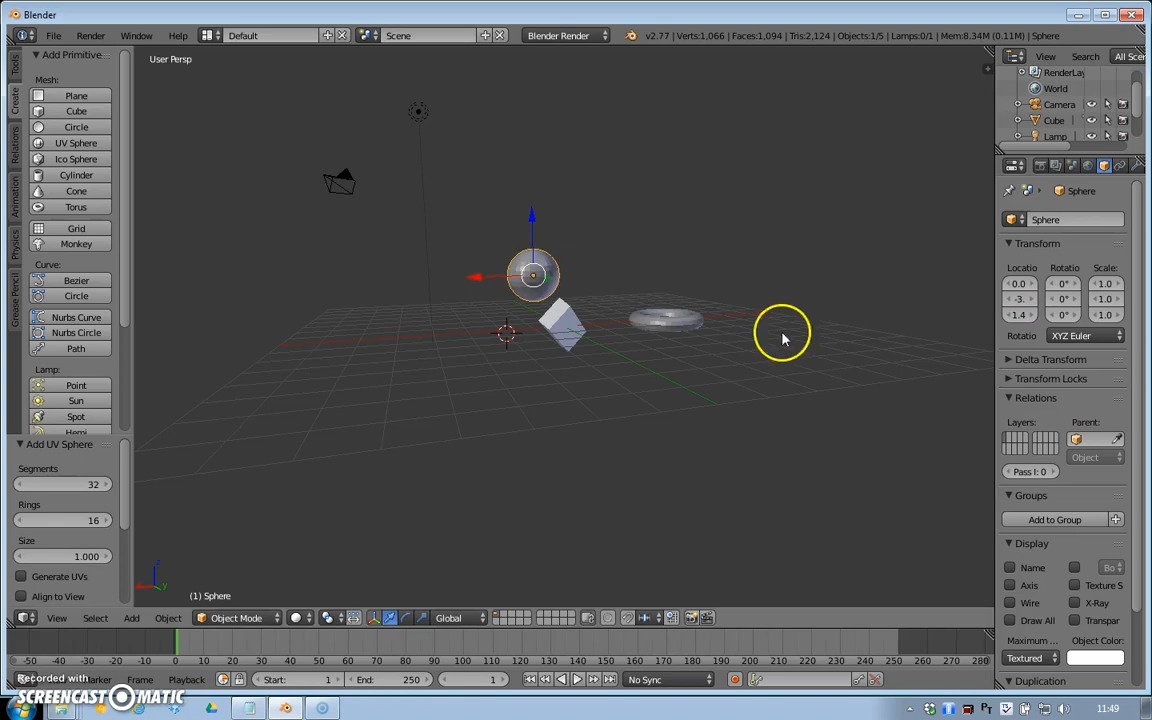 Blender
File Render Window Help Default Scene Blender Render v2.77 | Verts:1,066 | Faces:1,094 | Tris:2,124 | Objects:1/5 | Lamps:0/1 | Mem:8.34M (0.11M) | Sphere
Tools
Create
Relations
Animation
Physics
Grease Pencil
Add Primitive
Mesh:
Plane
Cube
Circle
UV Sphere
Ico Sphere
Cylinder
Cone
Torus
Grid
Monkey
Curve:
Bezier
Circle
Nurbs Curve
Nurbs Circle
Path
Lamp:
Point
Sun
Spot
Hemi
Add UV Sphere
Segments
32
Rings
16
Size
1.000
Generate UVs
Align to View
User Persp
(1) Sphere
View Select Add Object Object Mode Global
View Search All Sce
RenderLay
World
Camera
Cube
Lamp
Sphere
Sphere
Transform
Locatio Rotatio Scale:
0.0 0° 1.0
-3. 0° 1.0
1.4 0° 1.0
Rotatio XYZ Euler
Delta Transform
Transform Locks
Relations
Layers: Parent:
Object
Pass I: 0
Groups
Add to Group
Display
Name Bo
Axis Texture S
Wire X-Ray
Draw All Transpar
Maximum ... Object Color:
Textured
Duplication
-50 -40 -30 -20 -10 0 10 20 30 40 50 60 70 80 90 100 110 120 130 140 150 160 170 180 190 200 210 220 230 240 250 260 270 280
Marker Frame Playback Start: 1 End: 250 1 No Sync
Recorded with
SCREENCAST MATIC
PT 11:49